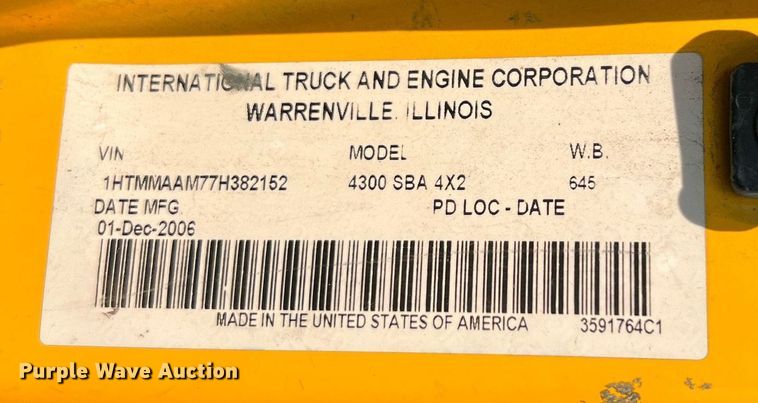 INTERNATIONAL TRUCK AND ENGINE CORPORATION
WARRENVILLE, ILLINOIS
VIN MODEL W.B.
1HTMMAAM77H382152 4300 SBA 4X2 645
DATE MFG PD LOC - DATE
01-Dec-2006
MADE IN THE UNITED STATES OF AMERICA 3591764C1
Purple Wave Auction